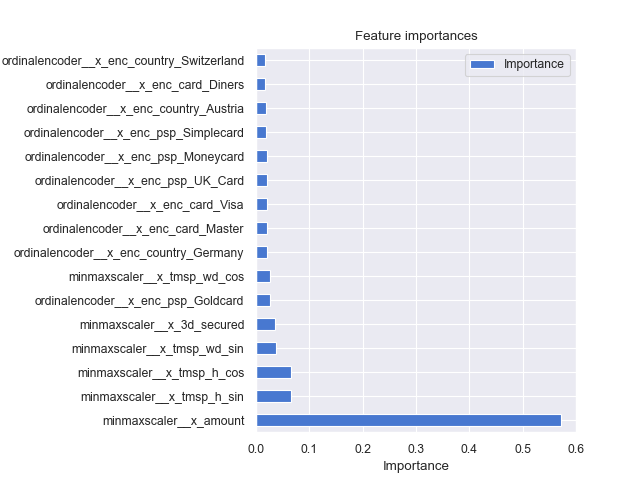 Feature importances
Importance
ordinalencoder__x_enc_country_Switzerland
ordinalencoder__x_enc_card_Diners
ordinalencoder__x_enc_country_Austria
ordinalencoder__x_enc_psp_Simplecard
ordinalencoder__x_enc_psp_Moneycard
ordinalencoder__x_enc_psp_UK_Card
ordinalencoder__x_enc_card_Visa
ordinalencoder__x_enc_card_Master
ordinalencoder__x_enc_country_Germany
minmaxscaler__x_tmsp_wd_cos
ordinalencoder__x_enc_psp_Goldcard
minmaxscaler__x_3d_secured
minmaxscaler__x_tmsp_wd_sin
minmaxscaler__x_tmsp_h_cos
minmaxscaler__x_tmsp_h_sin
minmaxscaler__x_amount
0.0 0.1 0.2 0.3 0.4 0.5 0.6
Importance